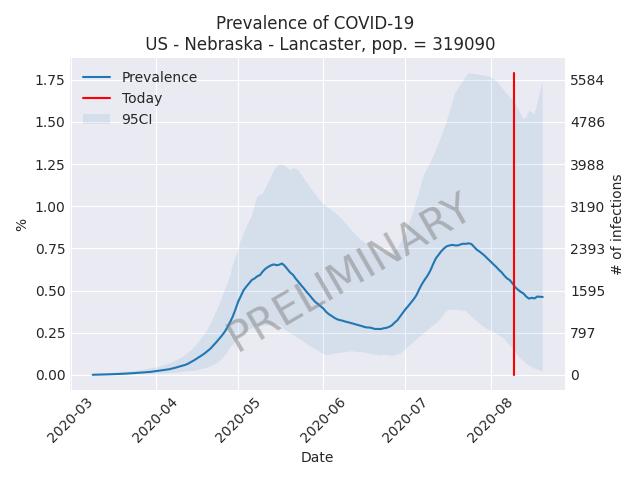 Prevalence of COVID-19
US - Nebraska - Lancaster, pop. = 319090
Prevalence
Today
95CI
PRELIMINARY
%
1.75
1.50
1.25
1.00
0.75
0.50
0.25
0.00
5584
4786
3988
3190
2393
1595
797
0
# of infections
2020-03
2020-04
2020-05
2020-06
2020-07
2020-08
Date